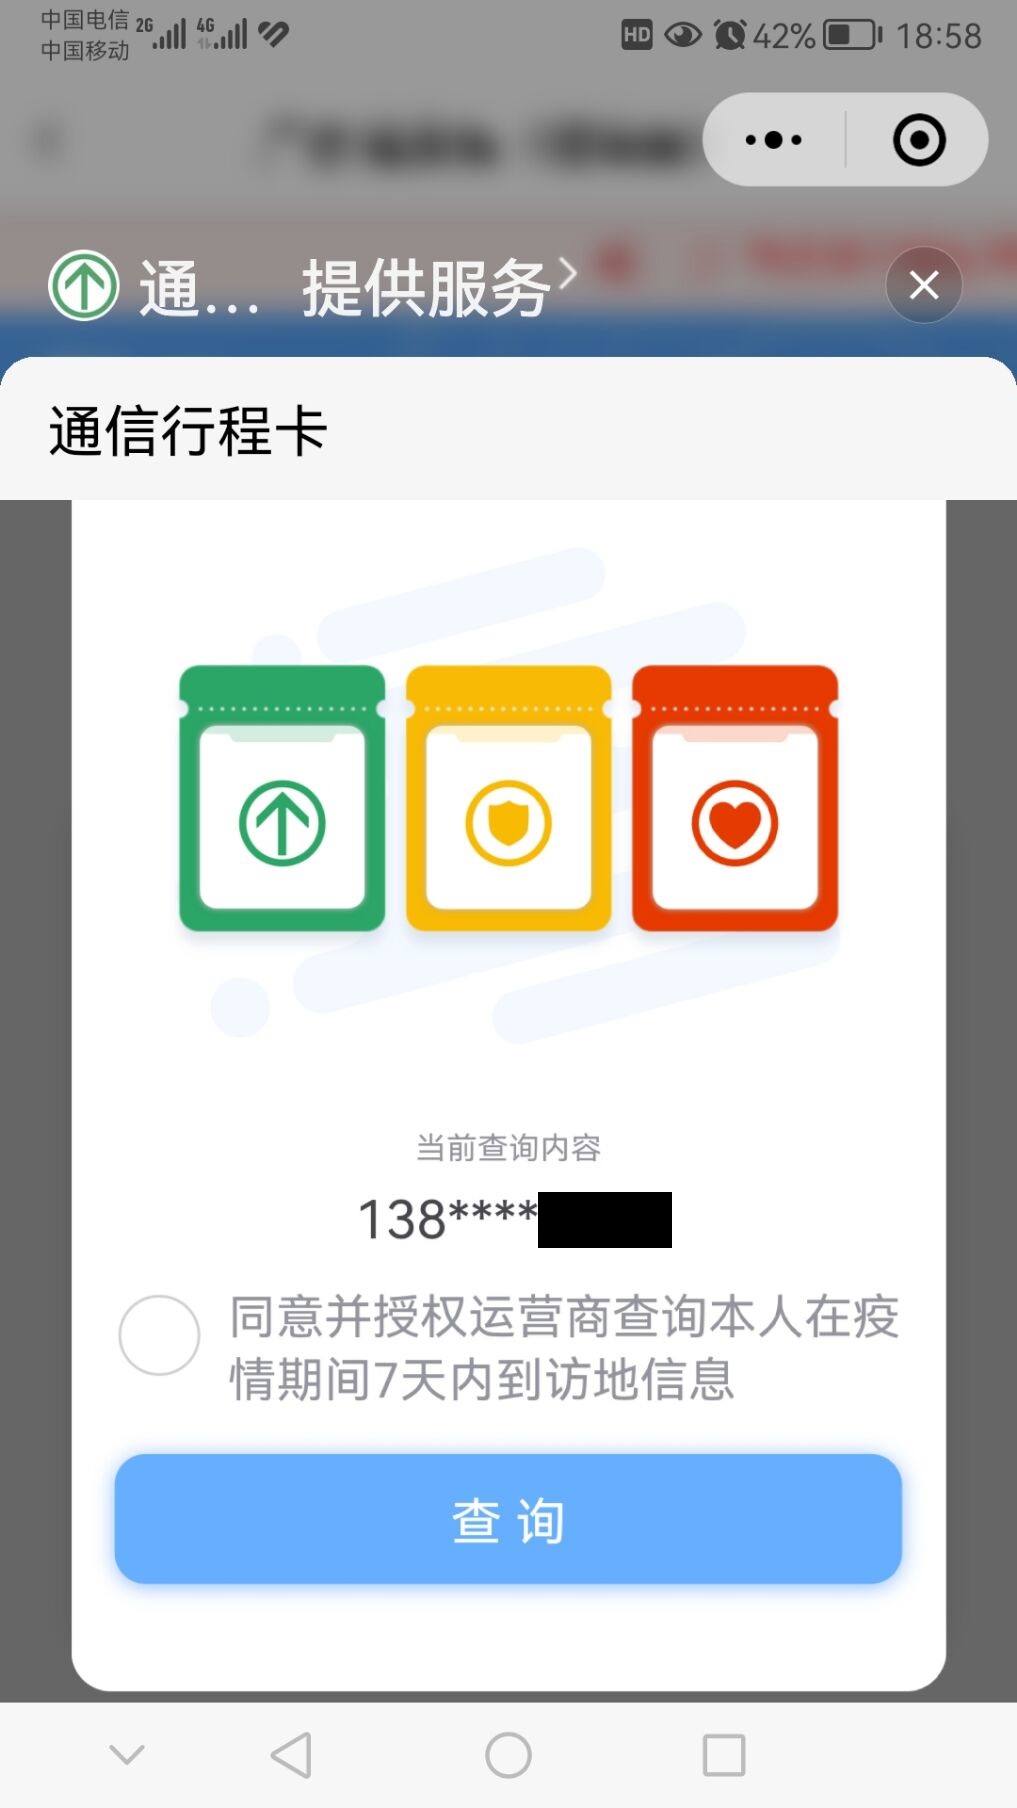 中国电信 2G 4G HD 42% 18:58
中国移动
通... 提供服务
通信行程卡
当前查询内容
138****
同意并授权运营商查询本人在疫
情期间7天内到访地信息
查询